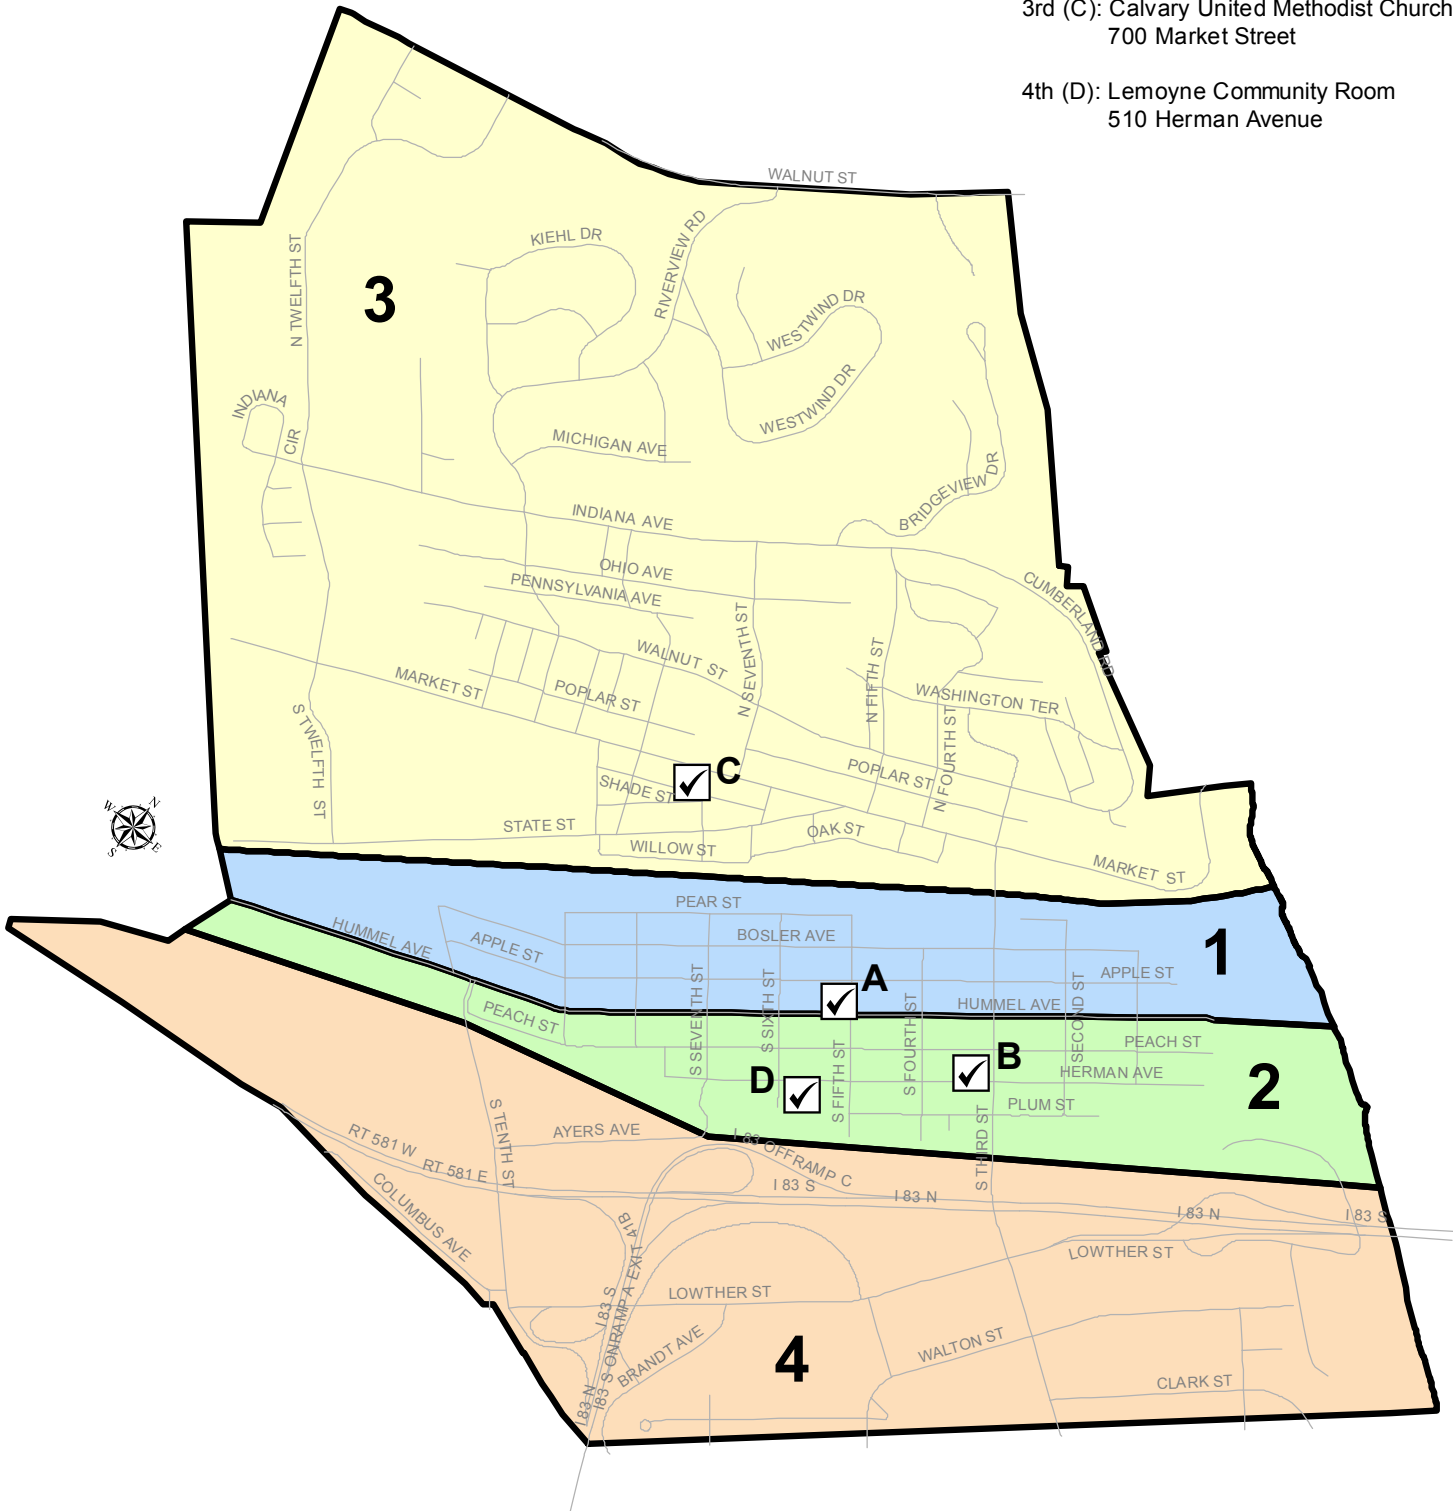 3rd (C): Calvary United Methodist Church
700 Market Street
4th (D): Lemoyne Community Room
510 Herman Avenue
WALNUT ST
KIEHL DR
RIVERVIEW RD
N TWELFTH ST
3
WESTWIND DR
WESTWIND DR
INDIANA
CIR
MICHIGAN AVE
BRIDGEVIEW DR
INDIANA AVE
OHIO AVE
PENNSYLVANIA AVE
CUMBERLAND RD
N SEVENTH ST
WALNUT ST
N FIFTH ST
MARKET ST
POPLAR ST
WASHINGTON TER
S TWELFTH ST
N FOURTH ST
C
POPLAR ST
SHADE ST
W
N
S
E
STATE ST
OAK ST
WILLOW ST
MARKET ST
PEAR ST
HUMMEL AVE
APPLE ST
BOSLER AVE
1
APPLE ST
A
S SEVENTH ST
S SIXTH ST
S FOURTH ST
HUMMEL AVE
SECOND ST
PEACH ST
PEACH ST
B
S FIFTH ST
HERMAN AVE
2
D
PLUM ST
S TENTH ST
AYERS AVE
S THIRD ST
RT 581 W
I 83 OFFRAMP C
RT 581 E
I 83 S
I 83 N
COLUMBUS AVE
I 83 N
I 83 S
LOWTHER ST
I 83 S
I83 S ONRAMP A EXIT 41B
LOWTHER ST
BRANDT AVE
WALTON ST
4
CLARK ST
I 83 N